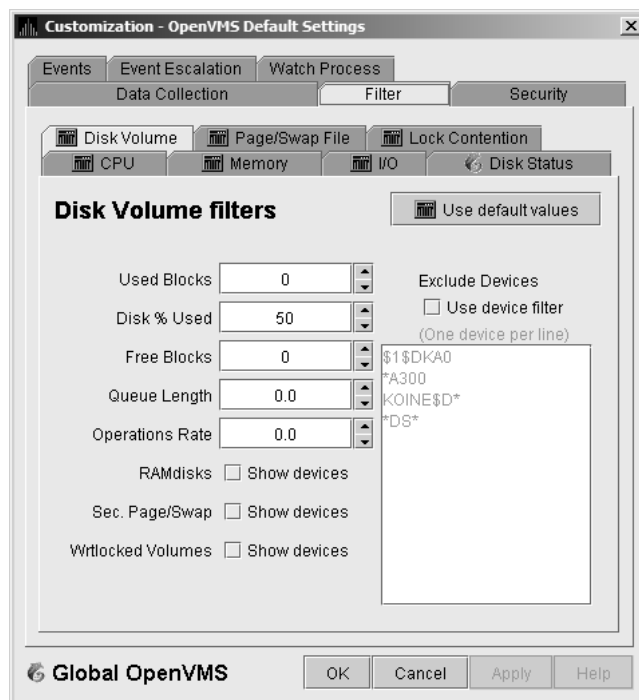 Customization - OpenVMS Default Settings
Events Event Escalation Watch Process
Data Collection Filter Security
Disk Volume Page/Swap File Lock Contention
CPU Memory I/O Disk Status
Disk Volume filters
Use default values
Used Blocks 0
Exclude Devices
Use device filter
Disk % Used 50
(One device per line)
Free Blocks 0
$1$DKA0
*A300
KOINE$D*
*DS*
Queue Length 0.0
Operations Rate 0.0
RAMdisks Show devices
Sec. Page/Swap Show devices
Wrtlocked Volumes Show devices
Global OpenVMS OK Cancel Apply Help